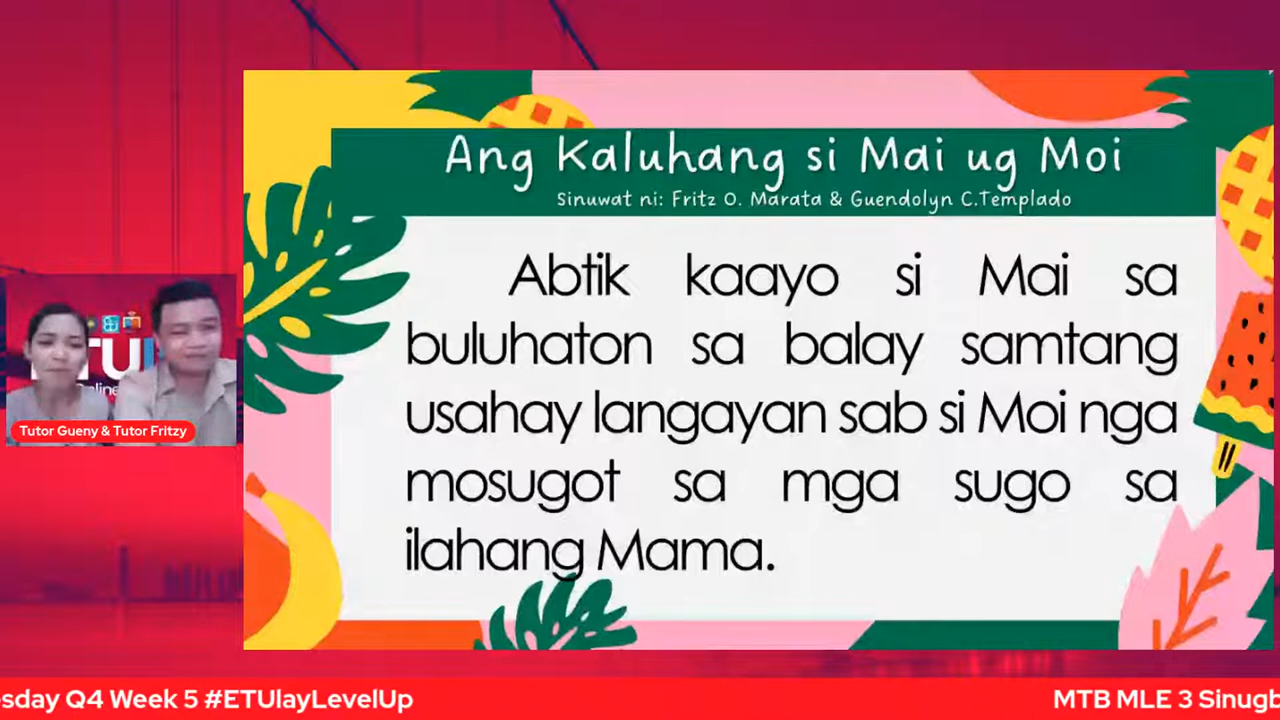 Ang Kaluhang si Mai ug Moi
Sinuwat ni: Fritz O. Marata & Guendolyn C.Templado
Abtik kaayo si Mai sa
buluhaton sa balay samtang
usahay langayan sab si Moi nga
mosugot sa mga sugo sa
ilahang Mama.
Tutor Gueny & Tutor Fritzy
esday Q4 Week 5 #ETUlayLevelUp
MTB MLE 3 Sinugb